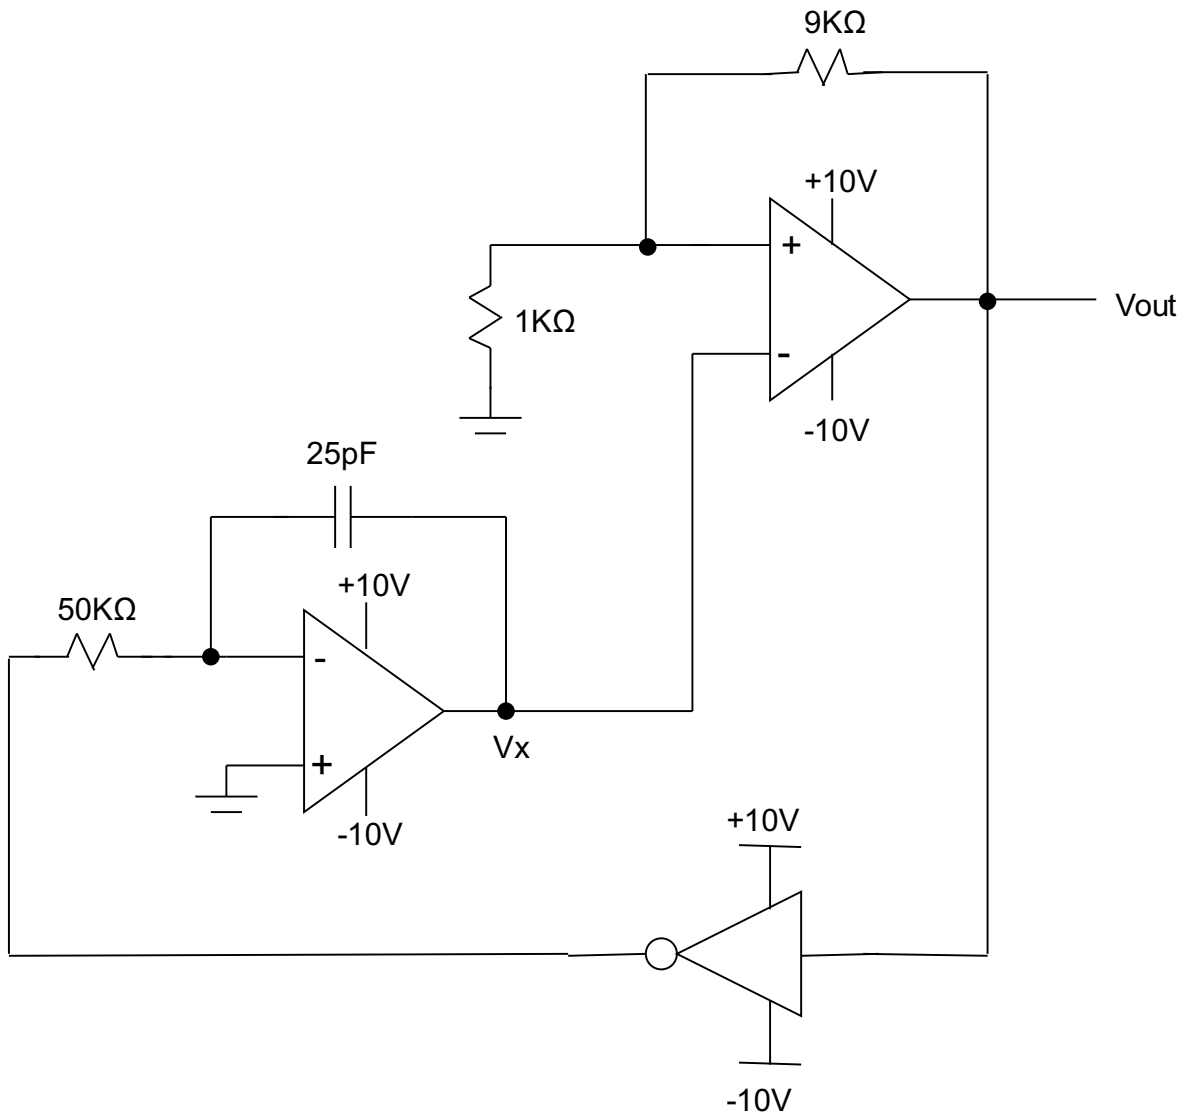 9KΩ
+10V
+
1KΩ
Vout
-
-10V
25pF
+10V
50KΩ
-
Vx
+
-10V
+10V
-10V